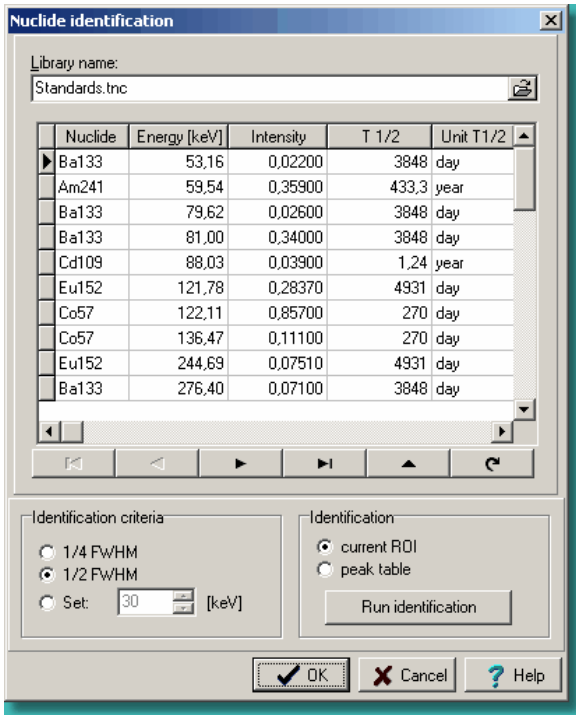 Nuclide identification
Library name:
Standards.tnc
Nuclide Energy [keV] Intensity T 1/2 Unit T1/2
Ba133 53,16 0,02200 3848 day
Am241 59,54 0,35900 433,3 year
Ba133 79,62 0,02600 3848 day
Ba133 81,00 0,34000 3848 day
Cd109 88,03 0,03900 1,24 year
Eu152 121,78 0,28370 4931 day
Co57 122,11 0,85700 270 day
Co57 136,47 0,11100 270 day
Eu152 244,69 0,07510 4931 day
Ba133 276,40 0,07100 3848 day
Identification criteria
1/4 FWHM
1/2 FWHM
Set: 30 [keV]
Identification
current ROI
peak table
Run identification
OK Cancel Help